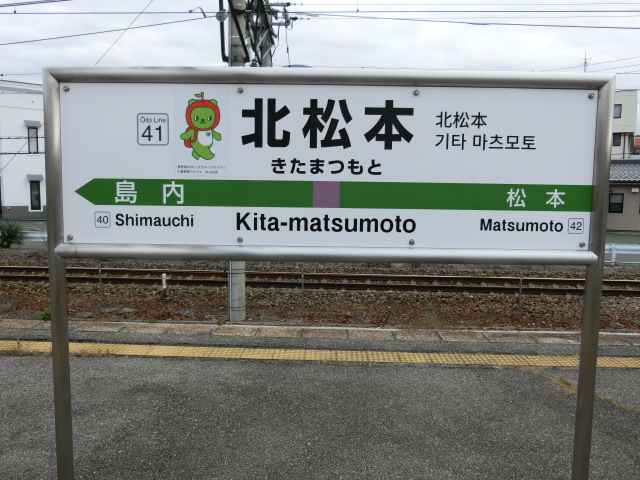 Ōito Line
41
北松本
きたまつもと
北松本
기타 마츠모토
島内
松本
40 Shimauchi
Kita-matsumoto
Matsumoto 42